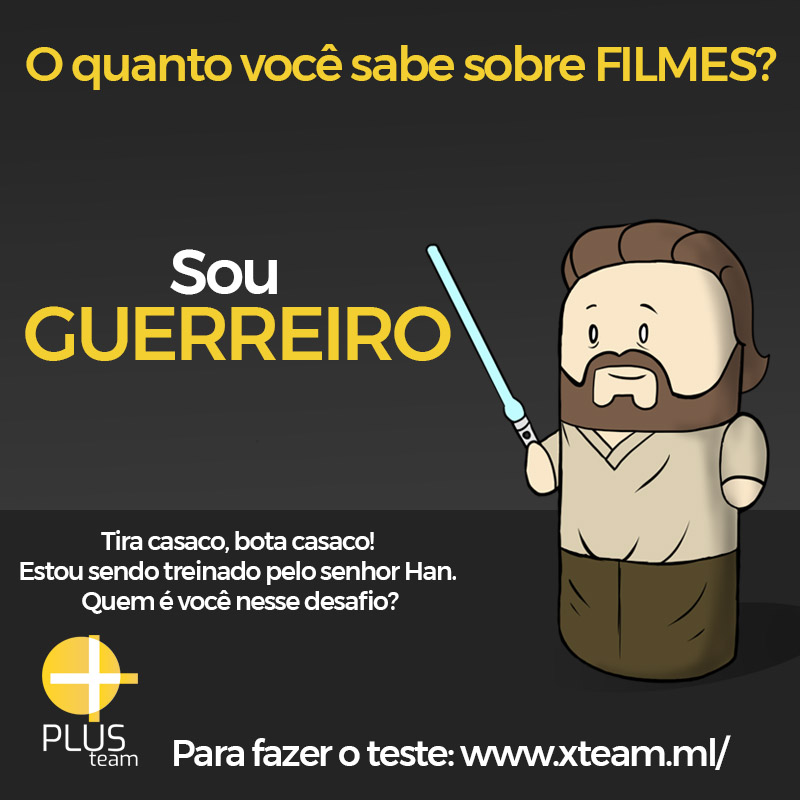 O quanto você sabe sobre FILMES?
Sou
GUERREIRO
Tira casaco, bota casaco!
Estou sendo treinado pelo senhor Han.
Quem é você nesse desafio?
PLUS
team
Para fazer o teste: www.xteam.ml/